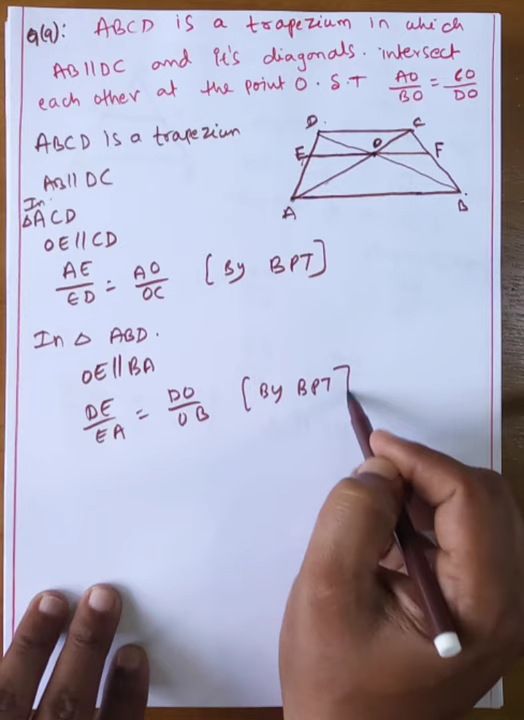 Q(9): ABCD is a trapezium in which
AB||DC and it's diagonals. intersect
each other at the point O. S.T AO/BO = CO/DO
ABCD is a trapezium
AB||DC
In
△ACD
OE||CD
AE/ED = AO/OC [By BPT]
In △ ABD.
OE||BA
DE/EA = DO/OB [By BPT]
D C
E O F
A B